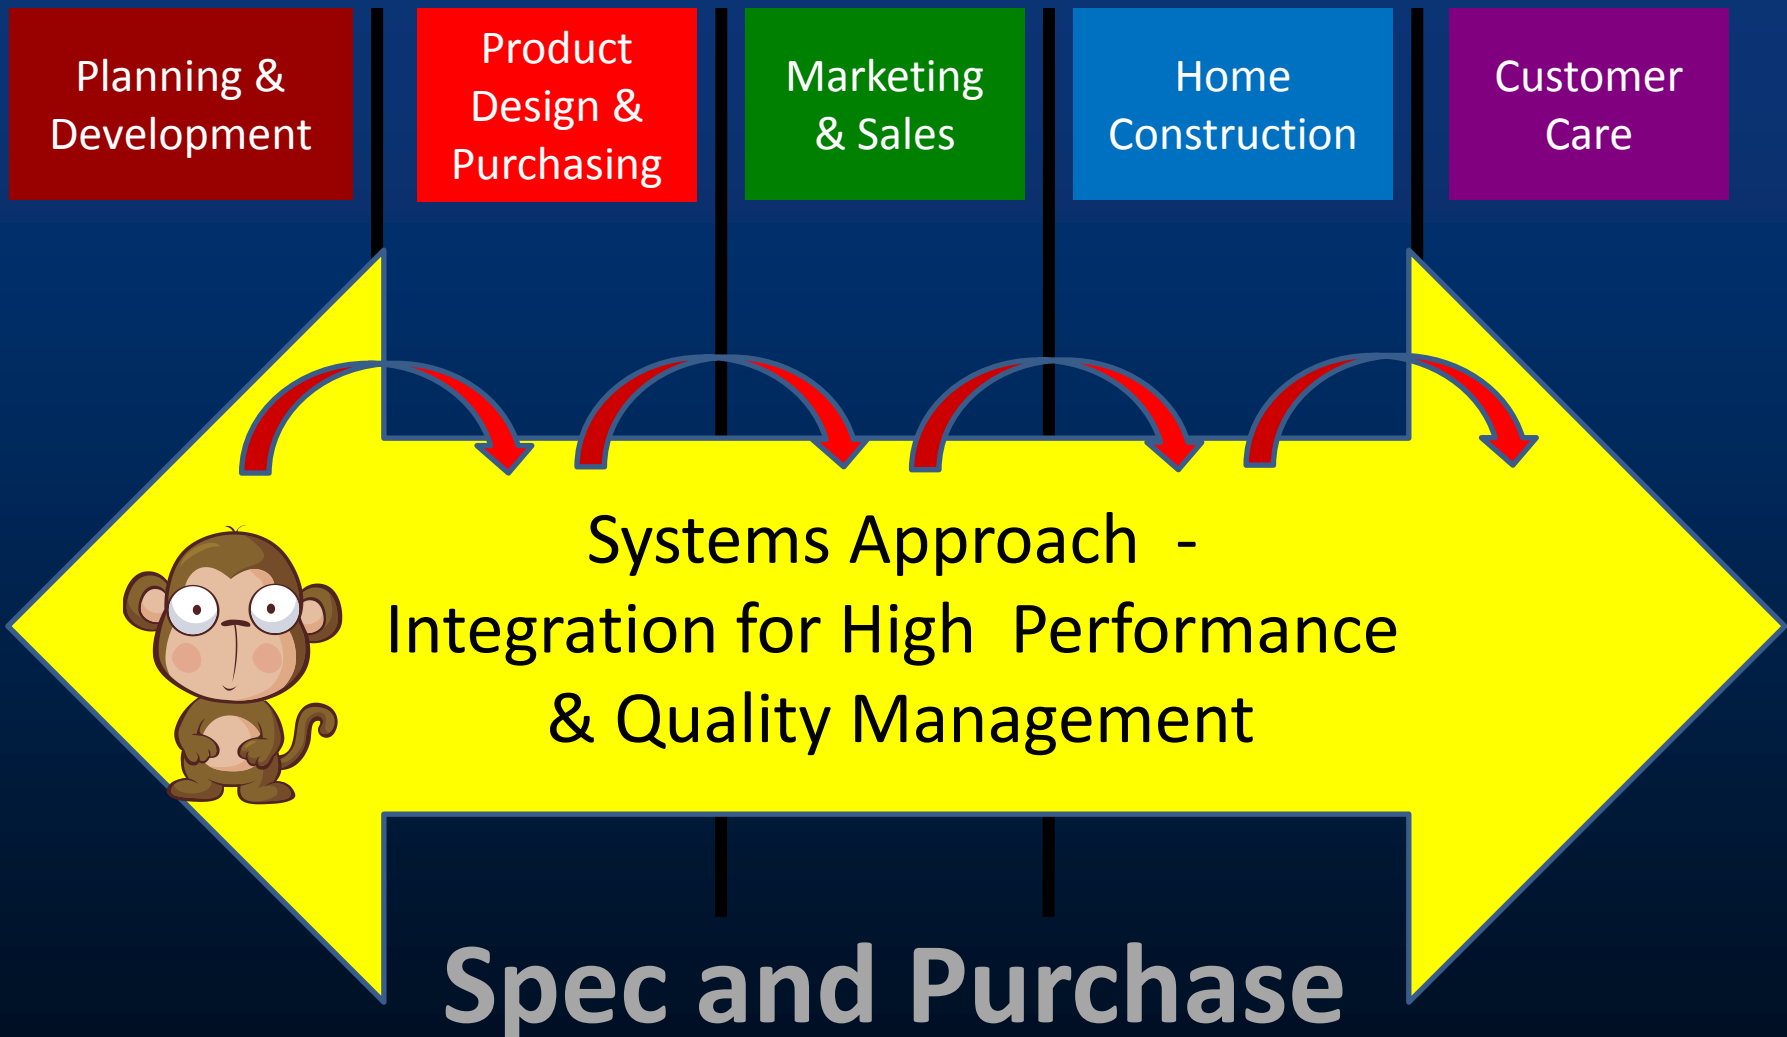 Planning &
Development
Product
Design &
Purchasing
Marketing
& Sales
Home
Construction
Customer
Care
Systems Approach  -
Integration for High  Performance
& Quality Management
Spec and Purchase